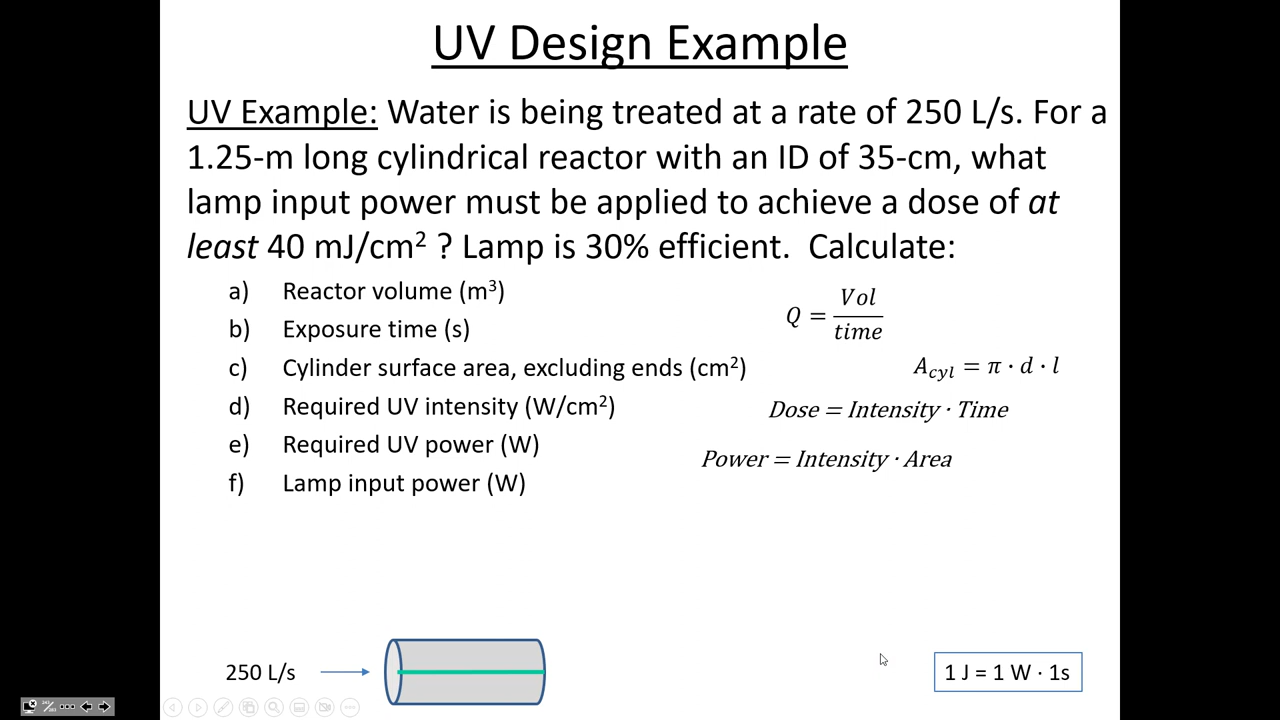 UV Design Example
UV Example: Water is being treated at a rate of 250 L/s. For a
1.25-m long cylindrical reactor with an ID of 35-cm, what
lamp input power must be applied to achieve a dose of at
least 40 mJ/cm² ? Lamp is 30% efficient. Calculate:
a) Reactor volume (m³)
b) Exposure time (s)
c) Cylinder surface area, excluding ends (cm²)
d) Required UV intensity (W/cm²)
e) Required UV power (W)
f) Lamp input power (W)
Q = Vol / time
A_cyl = π · d · l
Dose = Intensity · Time
Power = Intensity · Area
250 L/s
1 J = 1 W · 1s